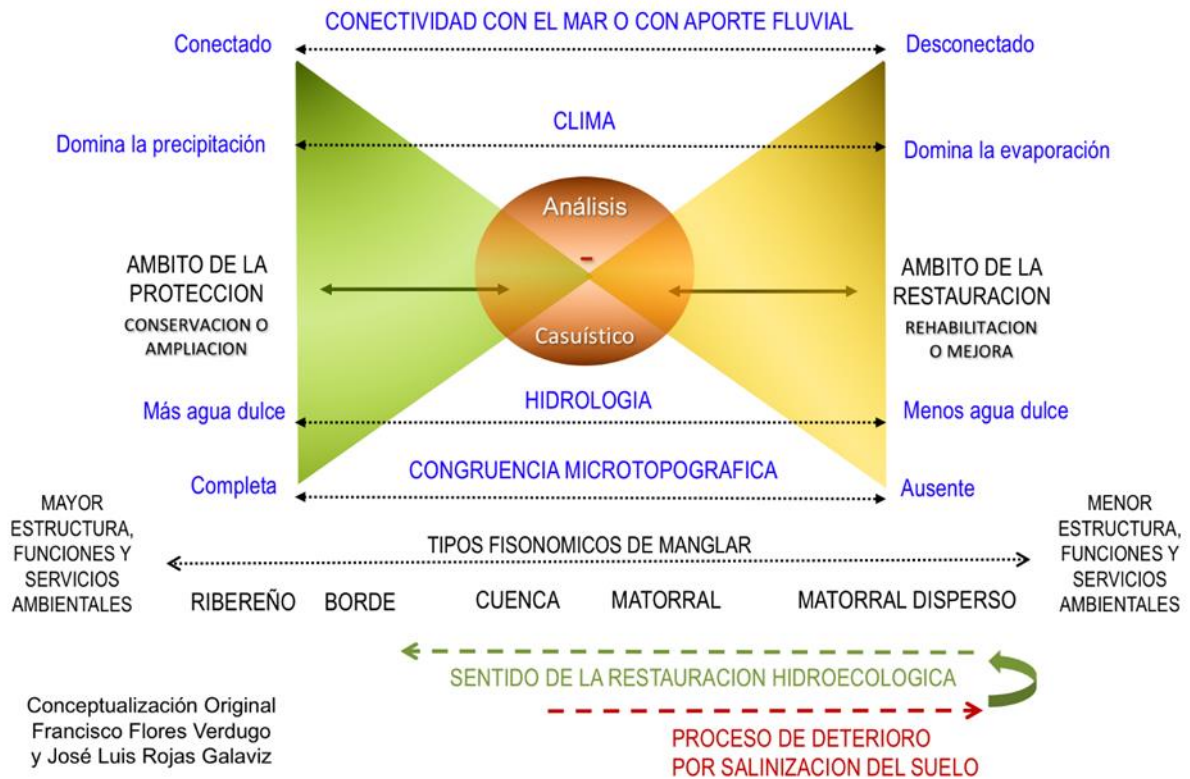 CONECTIVIDAD CON EL MAR O CON APORTE FLUVIAL
Conectado
Desconectado
CLIMA
Domina la precipitación
Domina la evaporación
Análisis
-
Casuístico
AMBITO DE LA
PROTECCION
CONSERVACION O
AMPLIACION
AMBITO DE LA
RESTAURACION
REHABILITACION
O MEJORA
HIDROLOGIA
Más agua dulce
Menos agua dulce
CONGRUENCIA MICROTOPOGRAFICA
Completa
Ausente
MAYOR
ESTRUCTURA,
FUNCIONES Y
SERVICIOS
AMBIENTALES
TIPOS FISONOMICOS DE MANGLAR
MENOR
ESTRUCTURA,
FUNCIONES Y
SERVICIOS
AMBIENTALES
RIBEREÑO BORDE CUENCA MATORRAL MATORRAL DISPERSO
SENTIDO DE LA RESTAURACION HIDROECOLOGICA
PROCESO DE DETERIORO
POR SALINIZACION DEL SUELO
Conceptualización Original
Francisco Flores Verdugo
y José Luis Rojas Galaviz